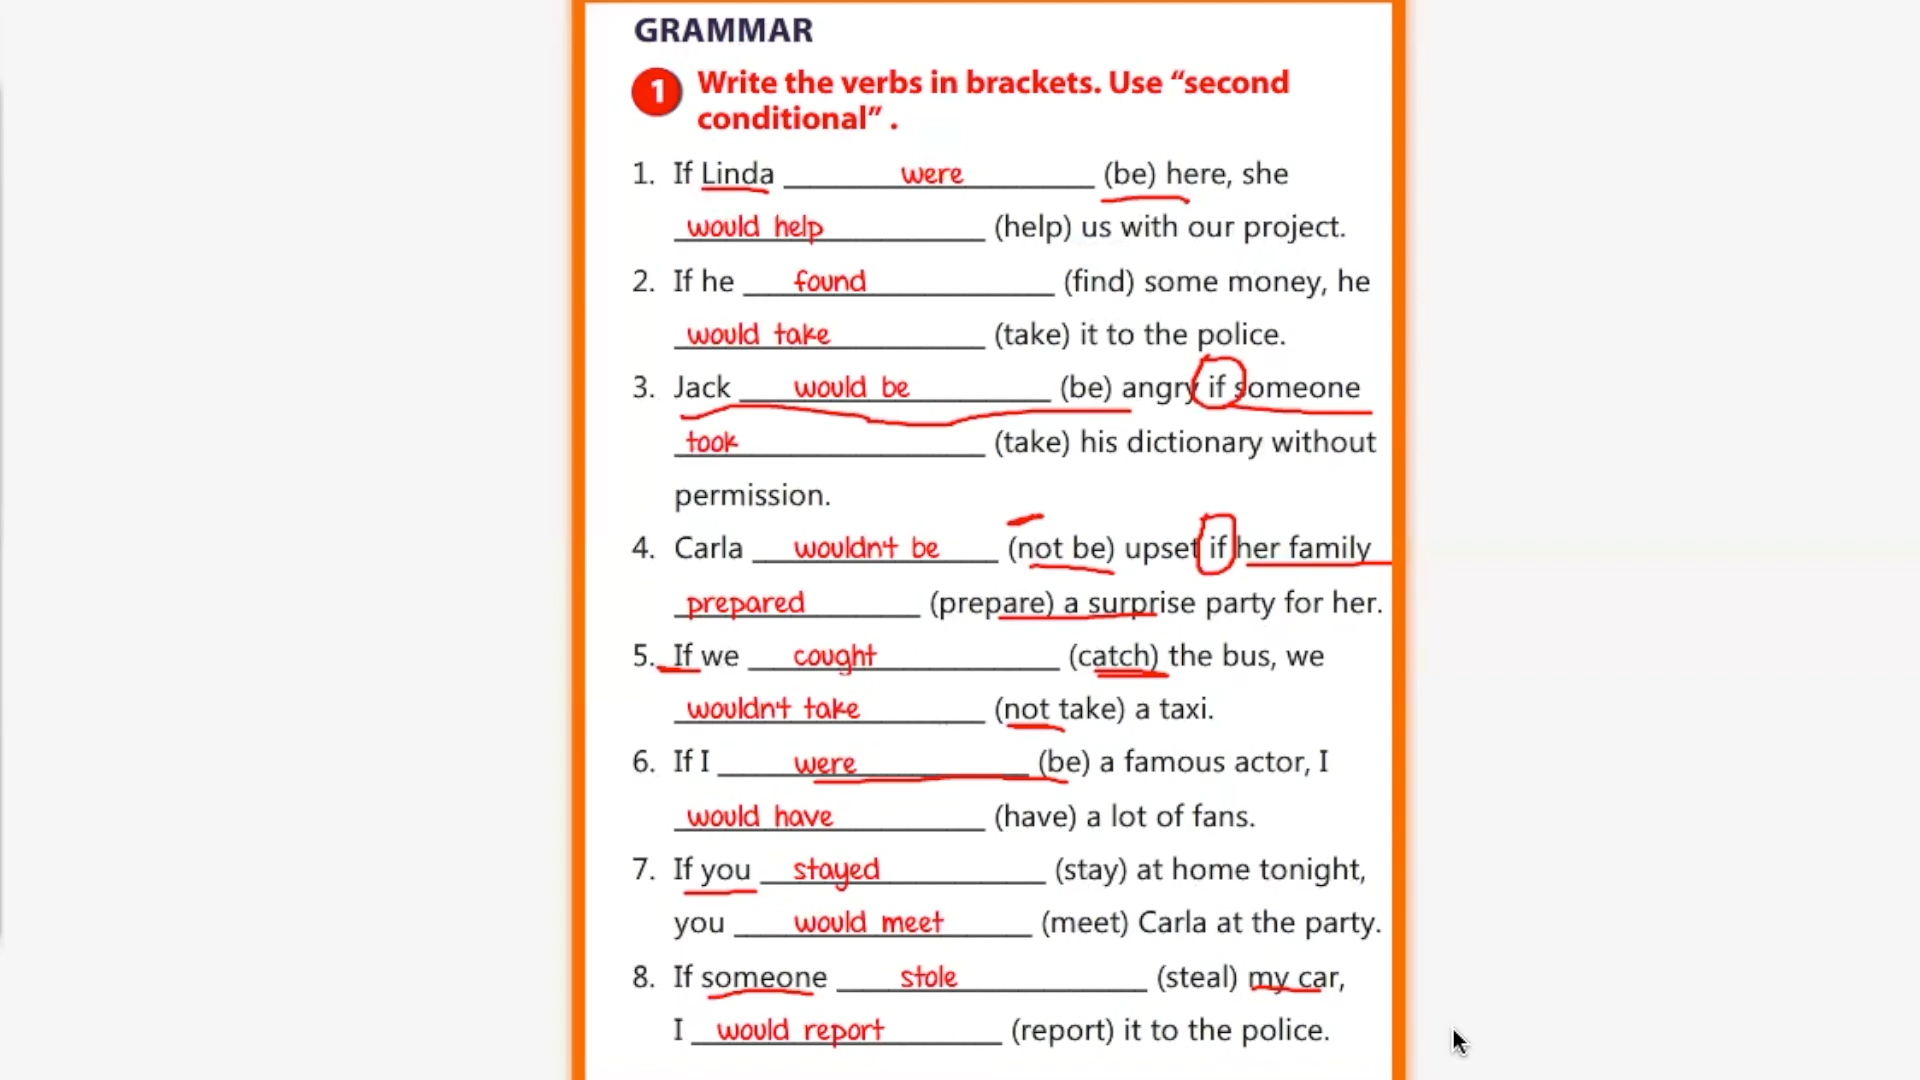 GRAMMAR
1 Write the verbs in brackets. Use “second
conditional” .
1. If Linda were (be) here, she
would help (help) us with our project.
2. If he found (find) some money, he
would take (take) it to the police.
3. Jack would be (be) angry if someone
took (take) his dictionary without
permission.
4. Carla wouldn't be (not be) upset if her family
prepared (prepare) a surprise party for her.
5. If we cought (catch) the bus, we
wouldn't take (not take) a taxi.
6. If I were (be) a famous actor, I
would have (have) a lot of fans.
7. If you stayed (stay) at home tonight,
you would meet (meet) Carla at the party.
8. If someone stole (steal) my car,
I would report (report) it to the police.